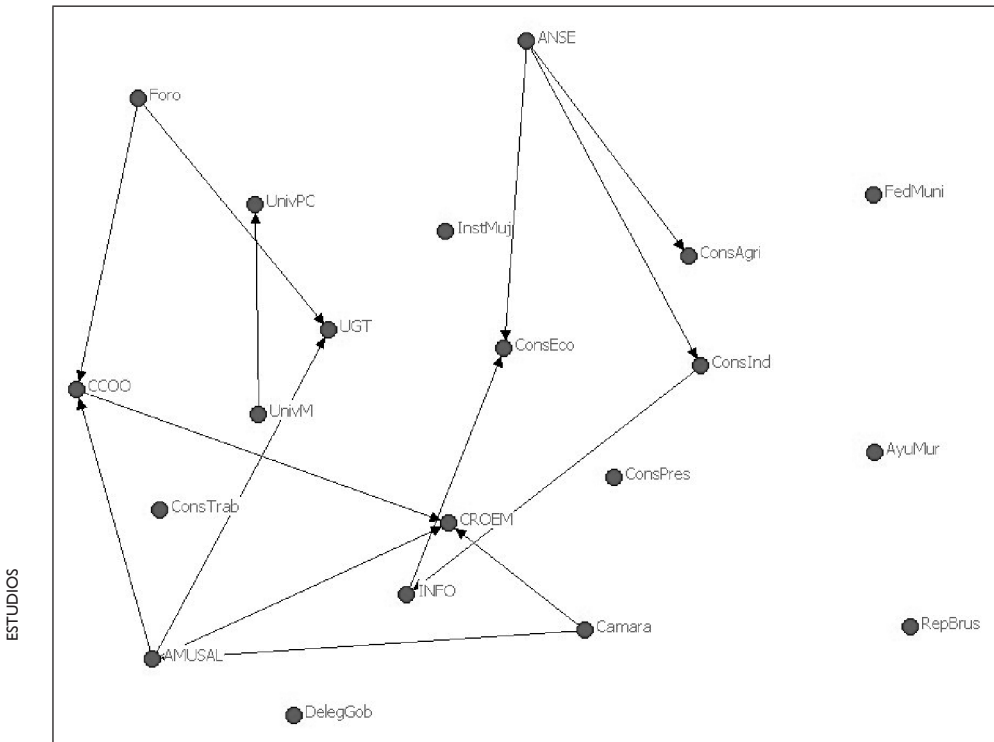 ANSE
Foro
FedMuni
UnivPC
InstMuj
ConsAgri
UGT
ConsEco
ConsInd
CCOO
UnivM
AyuMur
ConsPres
ConsTrab
CROEM
INFO
Camara
RepBrus
AMUSAL
DelegGob
ESTUDIOS